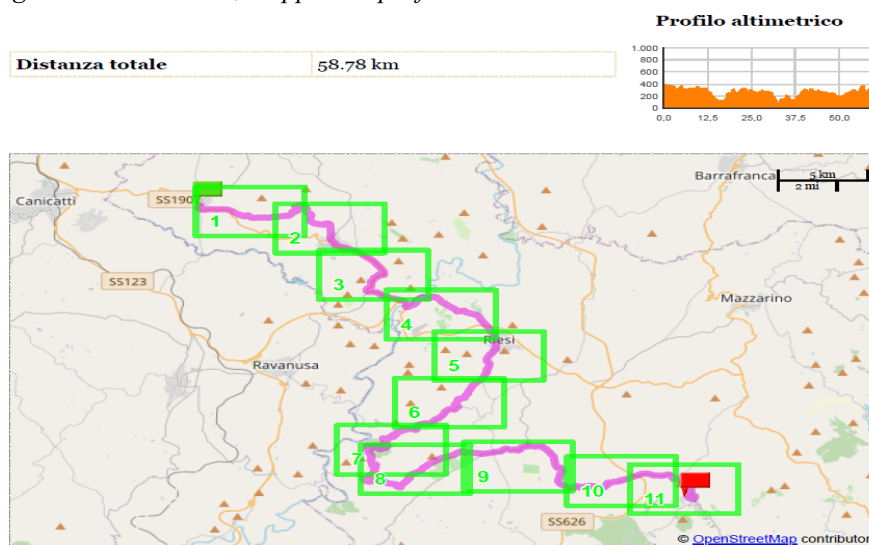 Profilo altimetrico
Distanza totale 58.78 km
1.000
800
600
400
200
0
0,0 12,5 25,0 37,5 50,0
Canicattì
SS190
Barrafranca
5 km
2 mi
1
2
SS123
3
4
Mazzarino
Riesi
Ravanusa
5
6
7
8
9
10
11
SS626
© OpenStreetMap contributor